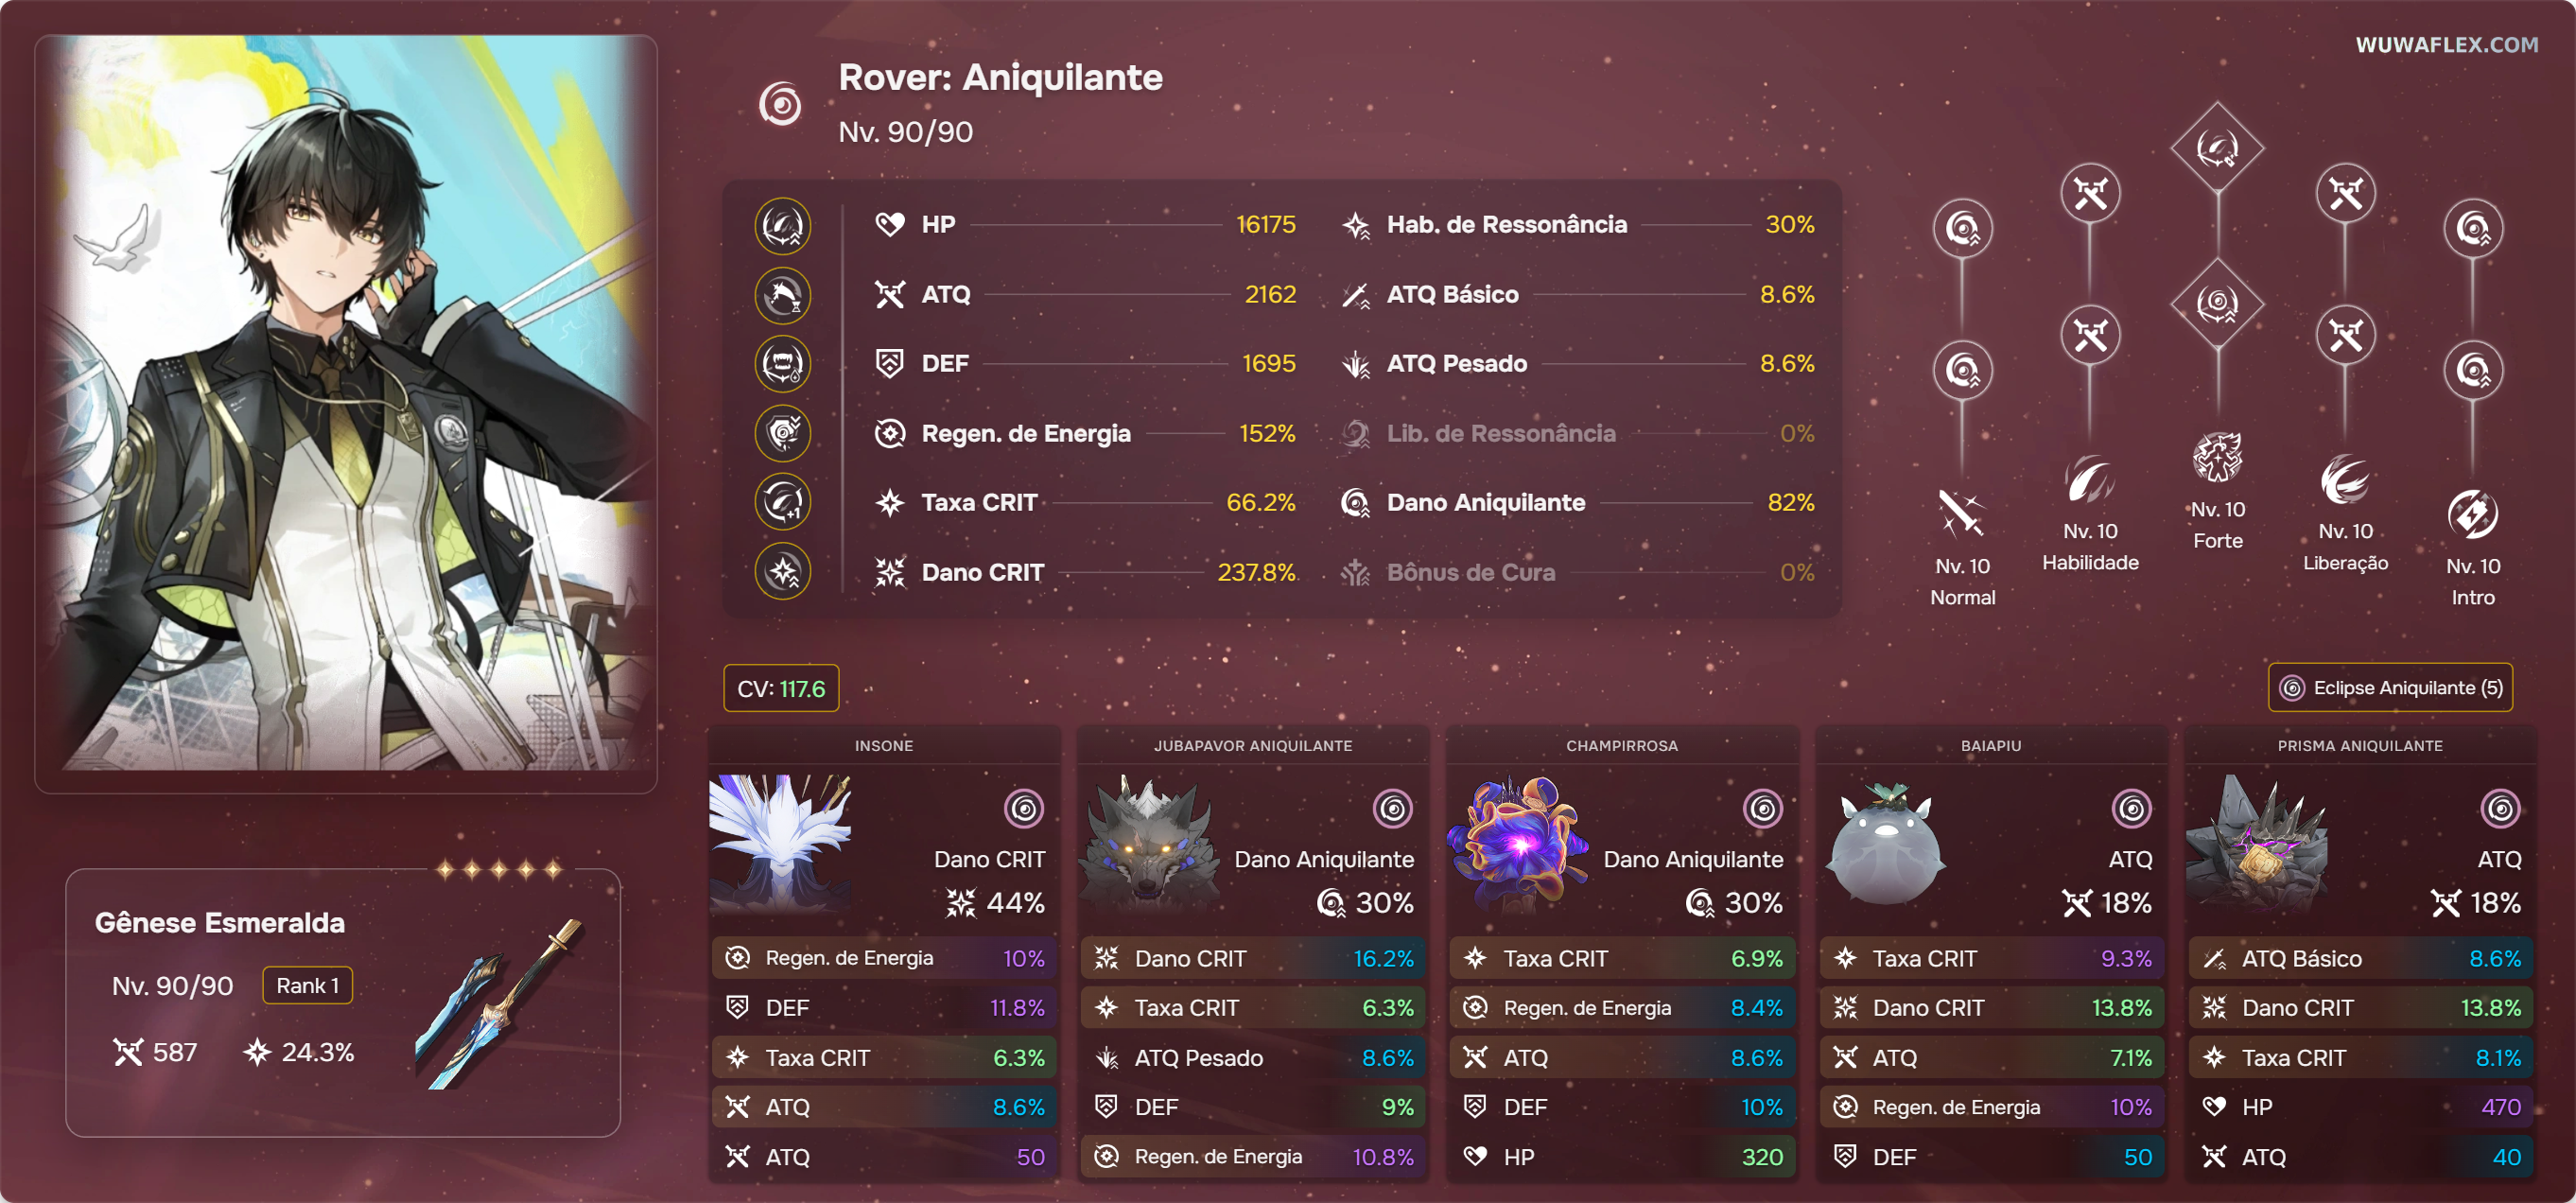 WUWAFLEX.COM
Rover: Aniquilante
Nv. 90/90
HP 16175
ATQ 2162
DEF 1695
Regen. de Energia 152%
Taxa CRIT 66.2%
Dano CRIT 237.8%
Hab. de Ressonância 30%
ATQ Básico 8.6%
ATQ Pesado 8.6%
Lib. de Ressonância 0%
Dano Aniquilante 82%
Bônus de Cura 0%
+1
Nv. 10
Normal
Nv. 10
Habilidade
Nv. 10
Forte
Nv. 10
Liberação
Nv. 10
Intro
Gênese Esmeralda
Nv. 90/90 Rank 1
587 24.3%
CV: 117.6
Eclipse Aniquilante (5)
INSONE
Dano CRIT
44%
Regen. de Energia 10%
DEF 11.8%
Taxa CRIT 6.3%
ATQ 8.6%
ATQ 50
JUBAPAVOR ANIQUILANTE
Dano Aniquilante
30%
Dano CRIT 16.2%
Taxa CRIT 6.3%
ATQ Pesado 8.6%
DEF 9%
Regen. de Energia 10.8%
CHAMPIRROSA
Dano Aniquilante
30%
Taxa CRIT 6.9%
Regen. de Energia 8.4%
ATQ 8.6%
DEF 10%
HP 320
BAIAPIU
ATQ
18%
Taxa CRIT 9.3%
Dano CRIT 13.8%
ATQ 7.1%
Regen. de Energia 10%
DEF 50
PRISMA ANIQUILANTE
ATQ
18%
ATQ Básico 8.6%
Dano CRIT 13.8%
Taxa CRIT 8.1%
HP 470
ATQ 40